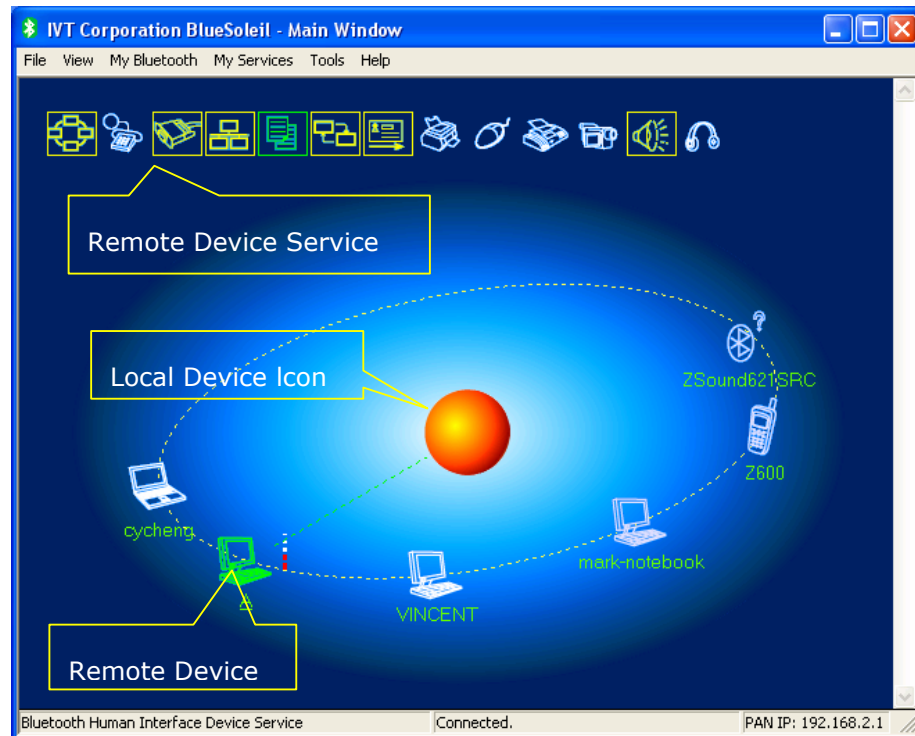 IVT Corporation BlueSoleil - Main Window
File View My Bluetooth My Services Tools Help
Remote Device Service
Local Device Icon
ZSound621SRC
Z600
cycheng
mark-notebook
VINCENT
Remote Device
Bluetooth Human Interface Device Service Connected. PAN IP: 192.168.2.1